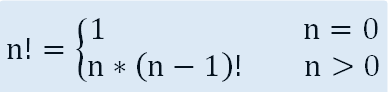 n! = {1 n = 0
n * (n − 1)! n > 0